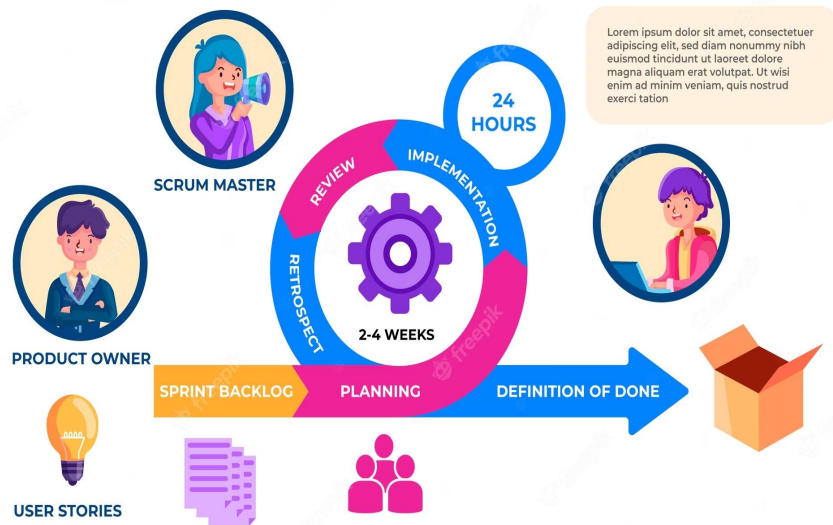 Lorem ipsum dolor sit amet, consectetuer
adipiscing elit, sed diam nonummy nibh
euismod tincidunt ut laoreet dolore
magna aliquam erat volutpat. Ut wisi
enim ad minim veniam, quis nostrud
exerci tation
24
HOURS
SCRUM MASTER
REVIEW
IMPLEMENTATION
RETROSPECT
2-4 WEEKS
PRODUCT OWNER
SPRINT BACKLOG
PLANNING
DEFINITION OF DONE
USER STORIES
freepik